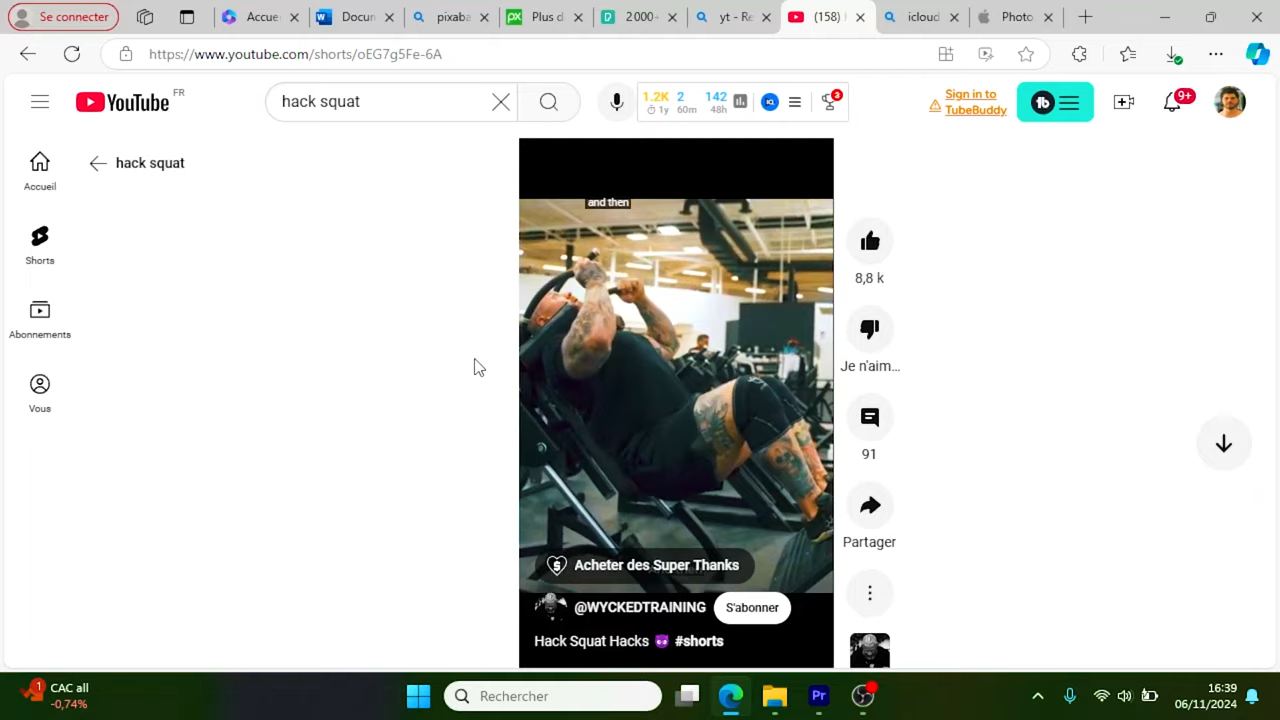 Se connecter
Accue
Docun
pixaba
Plus d
2 000+
yt - Re
(158)
icloud
Photo
https://www.youtube.com/shorts/oEG7g5Fe-6A
YouTube FR
hack squat
1.2K 2 142
1y 60m 48h
3
Sign in to
TubeBuddy
9+
Accueil
hack squat
Shorts
Abonnements
Vous
and then
8,8 k
Je n'aim...
91
Partager
Acheter des Super Thanks
@WYCKEDTRAINING
S'abonner
Hack Squat Hacks 😈 #shorts
1
CAC all
-0,74%
Rechercher
Pr
16:39
06/11/2024